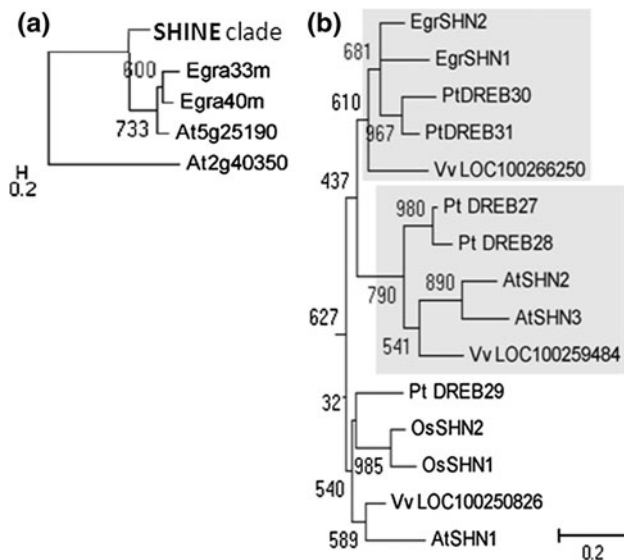 (a)
SHINE clade
600
Egra33m
Egra40m
733
At5g25190
At2g40350
H
0.2
(b)
EgrSHN2
681
EgrSHN1
610
PtDREB30
967
PtDREB31
Vv LOC100266250
437
980
Pt DREB27
Pt DREB28
790
890
AtSHN2
AtSHN3
541
Vv LOC100259484
627
Pt DREB29
32
OsSHN2
985
OsSHN1
540
Vv LOC100250826
589
AtSHN1
0.2